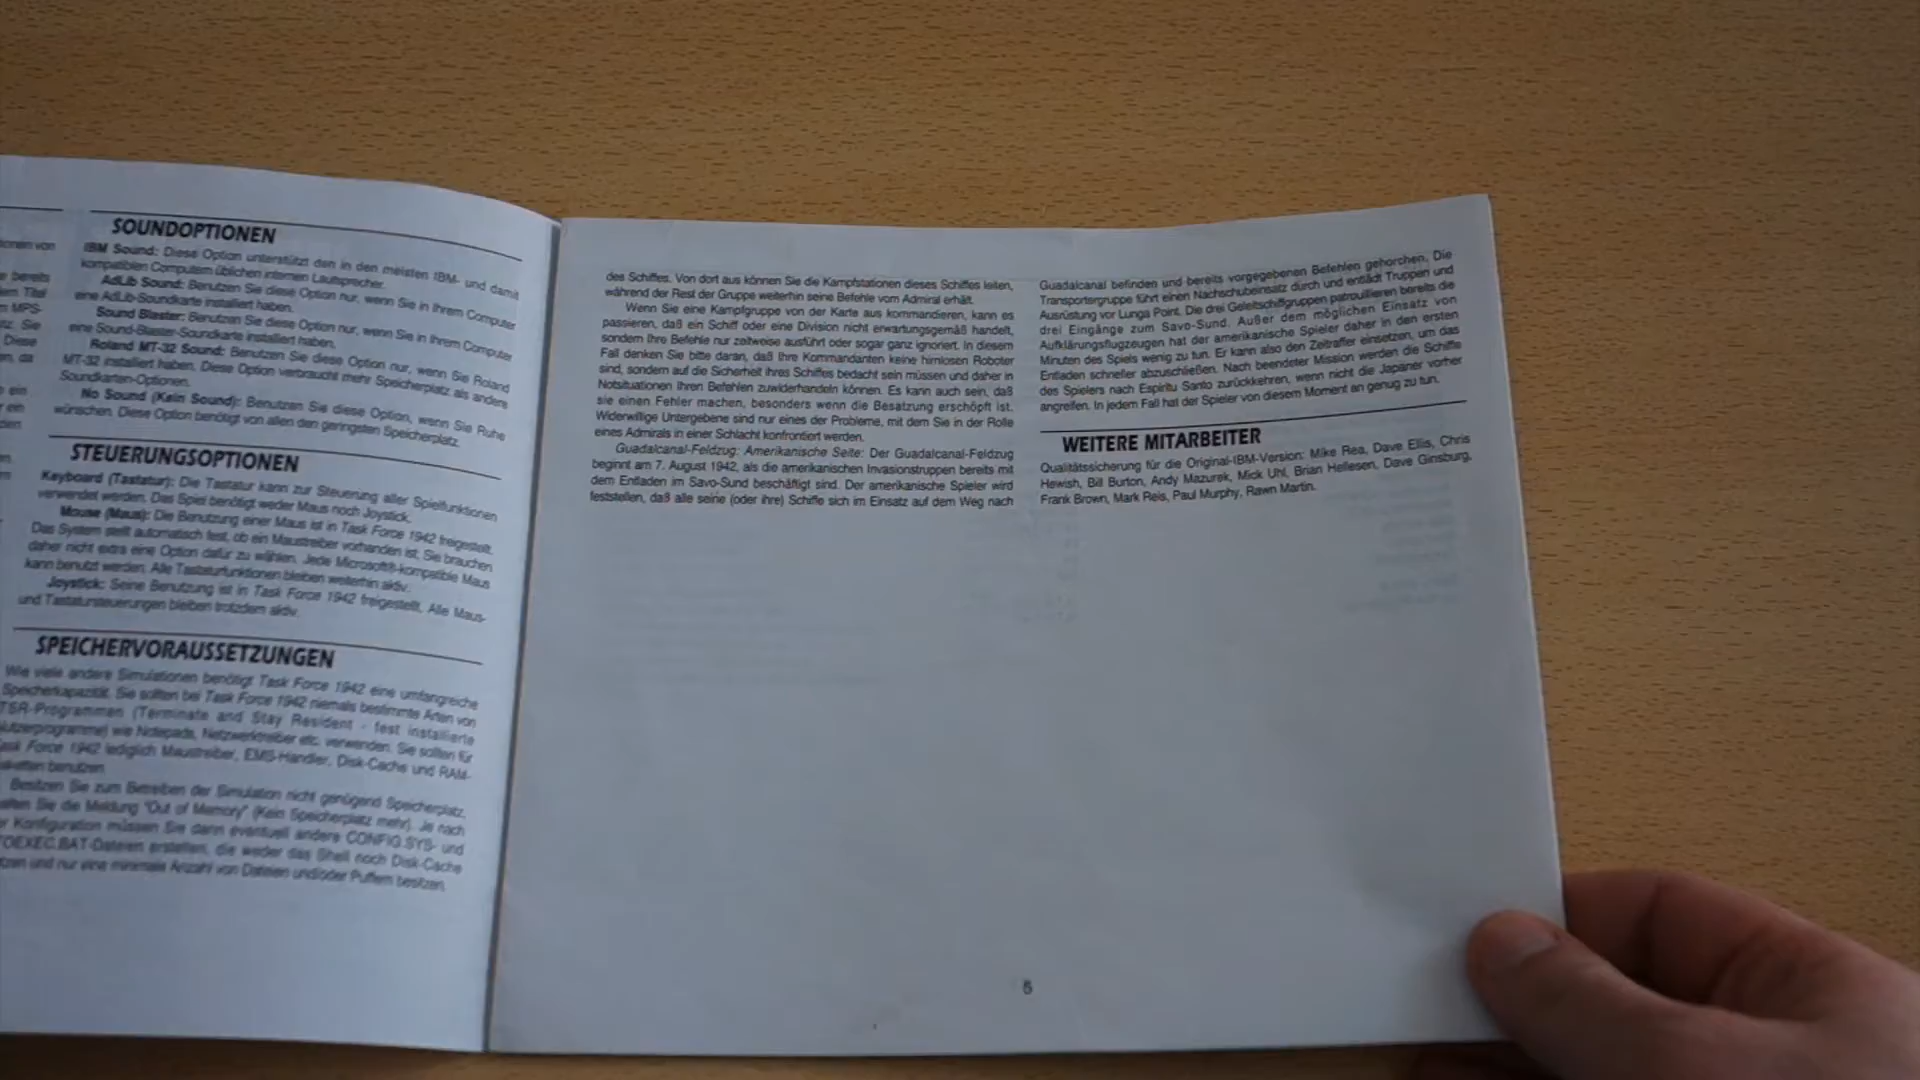 ionen von
e bereits
em Titel
n MPS-
tz. Sie
Diese
en, da
ein
r ein
den
SOUNDOPTIONEN
IBM Sound: Diese Option unterstützt den in den meisten IBM- und damit
kompatiblen Computern üblichen internen Lautsprecher.
AdLib Sound: Benutzen Sie diese Option nur, wenn Sie in Ihrem Computer
eine AdLib-Soundkarte installiert haben.
Sound Blaster: Benutzen Sie diese Option nur, wenn Sie in Ihrem Computer
eine Sound-Blaster-Soundkarte installiert haben.
Roland MT-32 Sound: Benutzen Sie diese Option nur, wenn Sie Roland
MT-32 installiert haben. Diese Option verbraucht mehr Speicherplatz als andere
Soundkarten-Optionen.
No Sound (Kein Sound): Benutzen Sie diese Option, wenn Sie Ruhe
wünschen. Diese Option benötigt von allen den geringsten Speicherplatz.
STEUERUNGSOPTIONEN
Keyboard (Tastatur): Die Tastatur kann zur Steuerung aller Spielfunktionen
verwendet werden. Das Spiel benötigt weder Maus noch Joystick.
Mouse (Maus): Die Benutzung einer Maus ist in Task Force 1942 freigestellt.
Das System stellt automatisch fest, ob ein Maustreiber vorhanden ist, Sie brauchen
daher nicht extra eine Option dafür zu wählen. Jede Microsoft®-kompatible Maus
kann benutzt werden. Alle Tastaturfunktionen bleiben weiterhin aktiv.
Joystick: Seine Benutzung ist in Task Force 1942 freigestellt. Alle Maus-
und Tastatursteuerungen bleiben trotzdem aktiv.
SPEICHERVORAUSSETZUNGEN
Wie viele andere Simulationen benötigt Task Force 1942 eine umfangreiche
Speicherkapazität. Sie sollten bei Task Force 1942 niemals bestimmte Arten von
TSR-Programmen (Terminate and Stay Resident - fest installierte
utzerprogramme) wie Notepads, Netzwerktreiber etc. verwenden. Sie sollten für
ask Force 1942 lediglich Maustreiber, EMS-Handler, Disk-Cachs und RAM-
benutzen.
Besitzen Sie zum Betreiben der Simulation nicht genügend Speicherplatz,
alten Sie die Meldung "Out of Memory" (Kein Speicherplatz mehr). Je nach
r Konfiguration müssen Sie dann eventuell andere CONFIG.SYS- und
TOEXEC.BAT-Dateien erstellen, die weder das Shell noch Disk-Cache
tzen und nur eine minimale Anzahl von Dateien und/oder Puffern besitzen.
des Schiffes. Von dort aus können Sie die Kampfstationen dieses Schiffes leiten,
während der Rest der Gruppe weiterhin seine Befehle vom Admiral erhält.
Wenn Sie eine Kampfgruppe von der Karte aus kommandieren, kann es
passieren, daß ein Schiff oder eine Division nicht erwartungsgemäß handelt,
sondern Ihre Befehle nur zeitweise ausführt oder sogar ganz ignoriert. In diesem
Fall denken Sie bitte daran, daß Ihre Kommandanten keine hirnlosen Roboter
sind, sondern auf die Sicherheit ihres Schiffes bedacht sein müssen und daher in
Notsituationen Ihren Befehlen zuwiderhandeln können. Es kann auch sein, daß
sie einen Fehler machen, besonders wenn die Besatzung erschöpft ist.
Widerwillige Untergebene sind nur eines der Probleme, mit dem Sie in der Rolle
eines Admirals in einer Schlacht konfrontiert werden.
Guadalcanal-Feldzug: Amerikanische Seite: Der Guadalcanal-Feldzug
beginnt am 7. August 1942, als die amerikanischen Invasionstruppen bereits mit
dem Entladen im Savo-Sund beschäftigt sind. Der amerikanische Spieler wird
feststellen, daß alle seine (oder ihre) Schiffe sich im Einsatz auf dem Weg nach
Guadalcanal befinden und bereits vorgegebenen Befehlen gehorchen. Die
Transportergruppe führt einen Nachschubeinsatz durch und entlädt Truppen und
Ausrüstung vor Lunga Point. Die drei Geleitschiffgruppen patrouillieren bereits die
drei Eingänge zum Savo-Sund. Außer dem möglichen Einsatz von
Aufklärungsflugzeugen hat der amerikanische Spieler daher in den ersten
Minuten des Spiels wenig zu tun. Er kann also den Zeitraffer einsetzen, um das
Entladen schneller abzuschließen. Nach beendeter Mission werden die Schiffe
des Spielers nach Espiritu Santo zurückkehren, wenn nicht die Japaner vorher
angreifen. In jedem Fall hat der Spieler von diesem Moment an genug zu tun.
WEITERE MITARBEITER
Qualitätssicherung für die Original-IBM-Version: Mike Rea, Dave Ellis, Chris
Hewish, Bill Burton, Andy Mazurek, Mick Uhl, Brian Hellesen, Dave Ginsburg,
Frank Brown, Mark Reis, Paul Murphy, Rawn Martin.
5